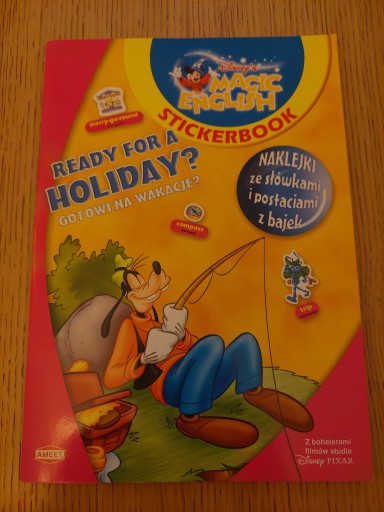 Disney's
MAGIC
ENGLISH
STICKERBOOK
merry-go-round
READY FOR A
HOLIDAY?
GOTOWI NA WAKACJE?
NAKLEJKI
ze słówkami
i postaciami
z bajek
compass
trip
AMEET
Z bohaterami
filmów studia
Disney·PIXAR